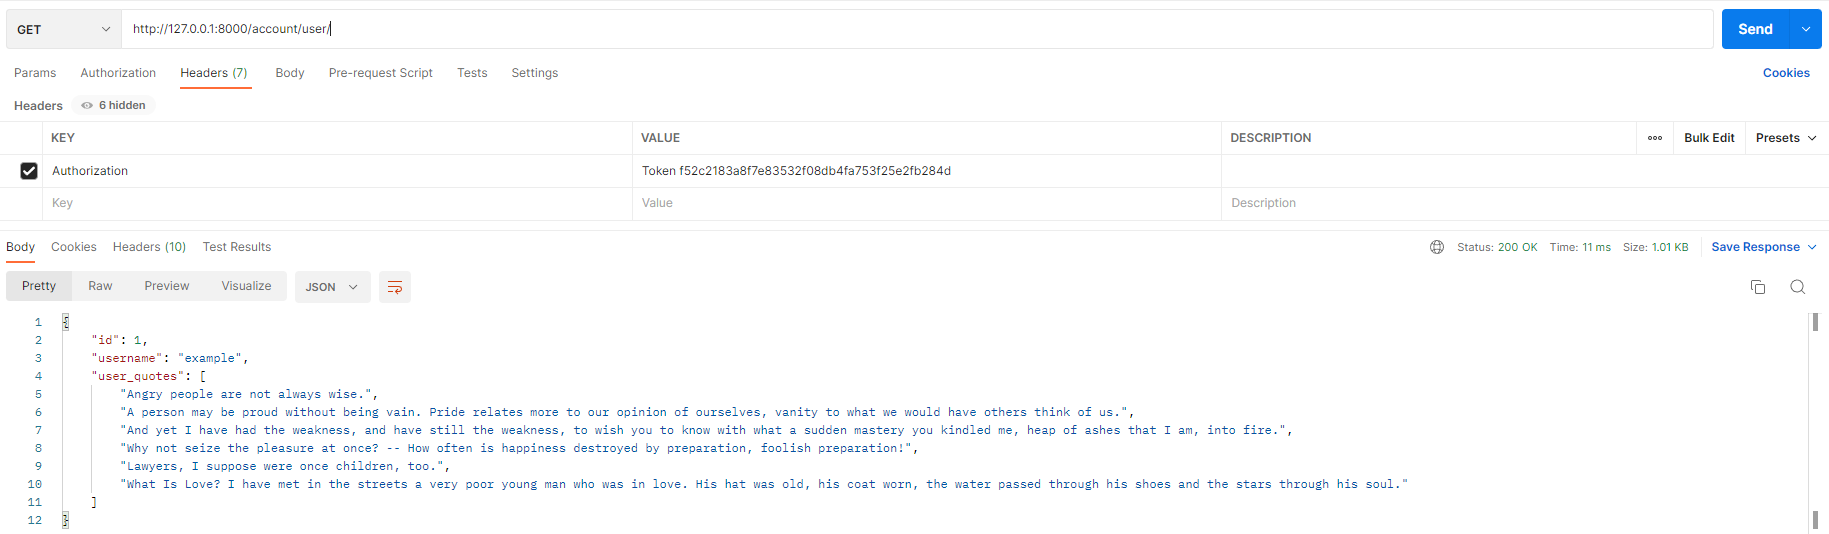 GET http://127.0.0.1:8000/account/user/ Send
Params Authorization Headers (7) Body Pre-request Script Tests Settings Cookies
Headers 6 hidden
KEY VALUE DESCRIPTION ooo Bulk Edit Presets
Authorization Token f52c2183a8f7e83532f08db4fa753f25e2fb284d
Key Value Description
Body Cookies Headers (10) Test Results Status: 200 OK Time: 11 ms Size: 1.01 KB Save Response
Pretty Raw Preview Visualize JSON
1 {
2 "id": 1,
3 "username": "example",
4 "user_quotes": [
5 "Angry people are not always wise.",
6 "A person may be proud without being vain. Pride relates more to our opinion of ourselves, vanity to what we would have others think of us.",
7 "And yet I have had the weakness, and have still the weakness, to wish you to know with what a sudden mastery you kindled me, heap of ashes that I am, into fire.",
8 "Why not seize the pleasure at once? -- How often is happiness destroyed by preparation, foolish preparation!",
9 "Lawyers, I suppose were once children, too.",
10 "What Is Love? I have met in the streets a very poor young man who was in love. His hat was old, his coat worn, the water passed through his shoes and the stars through his soul."
11 ]
12 }